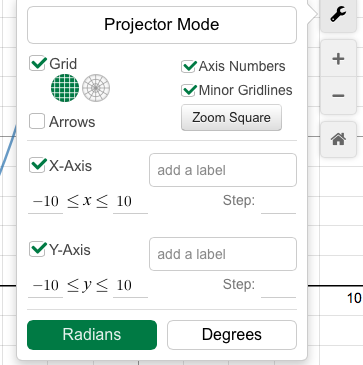 Projector Mode
Grid
Axis Numbers
Minor Gridlines
Arrows
Zoom Square
X-Axis
add a label
−10 ≤ x ≤ 10
Step:
Y-Axis
add a label
−10 ≤ y ≤ 10
Step:
10
Radians
Degrees